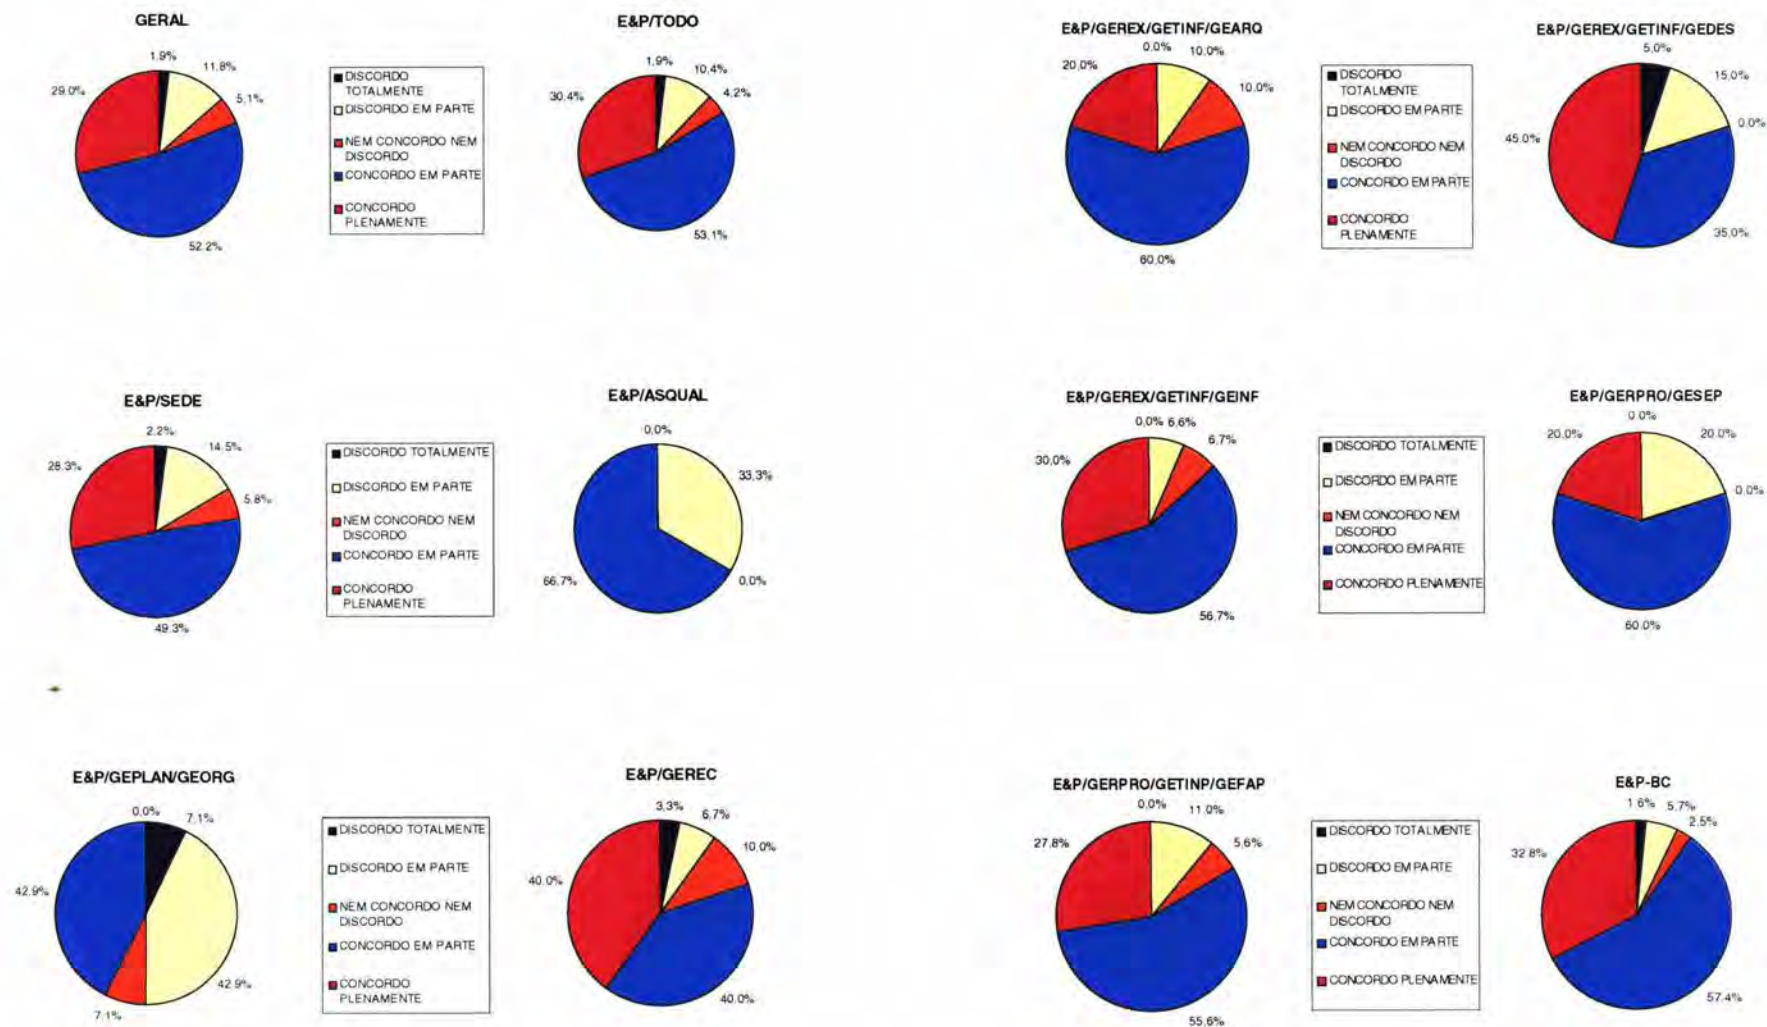 GERAL
1.9%
11.8%
5.1%
52.2%
29.0%
DISCORDO
TOTALMENTE
DISCORDO EM PARTE
NEM CONCORDO NEM
DISCORDO
CONCORDO EM PARTE
CONCORDO
PLENAMENTE
E&P/TODO
1.9%
10.4%
4.2%
53.1%
30.4%
E&P/GEREX/GETINF/GEARQ
0.0%
10.0%
10.0%
60.0%
20.0%
DISCORDO
TOTALMENTE
DISCORDO EM PARTE
NEM CONCORDO NEM
DISCORDO
CONCORDO EM PARTE
CONCORDO
PLENAMENTE
E&P/GEREX/GETINF/GEDES
5.0%
15.0%
0.0%
35.0%
45.0%
E&P/SEDE
2.2%
14.5%
5.8%
49.3%
28.3%
DISCORDO TOTALMENTE
DISCORDO EM PARTE
NEM CONCORDO NEM
DISCORDO
CONCORDO EM PARTE
CONCORDO
PLENAMENTE
E&P/ASQUAL
0.0%
33.3%
0.0%
66.7%
E&P/GEREX/GETINF/GEINF
0.0%
6.6%
6.7%
56.7%
30.0%
DISCORDO TOTALMENTE
DISCORDO EM PARTE
NEM CONCORDO NEM
DISCORDO
CONCORDO EM PARTE
CONCORDO PLENAMENTE
E&P/GERPRO/GESEP
0.0%
20.0%
0.0%
60.0%
20.0%
E&P/GEPLAN/GEORG
0.0%
7.1%
42.9%
7.1%
42.9%
DISCORDO TOTALMENTE
DISCORDO EM PARTE
NEM CONCORDO NEM
DISCORDO
CONCORDO EM PARTE
CONCORDO
PLENAMENTE
E&P/GEREC
3.3%
6.7%
10.0%
40.0%
40.0%
E&P/GERPRO/GETINP/GEFAP
0.0%
11.0%
5.6%
55.6%
27.8%
DISCORDO TOTALMENTE
DISCORDO EM PARTE
NEM CONCORDO NEM
DISCORDO
CONCORDO EM PARTE
CONCORDO PLENAMENTE
E&P-BC
1.6%
5.7%
2.5%
57.4%
32.8%